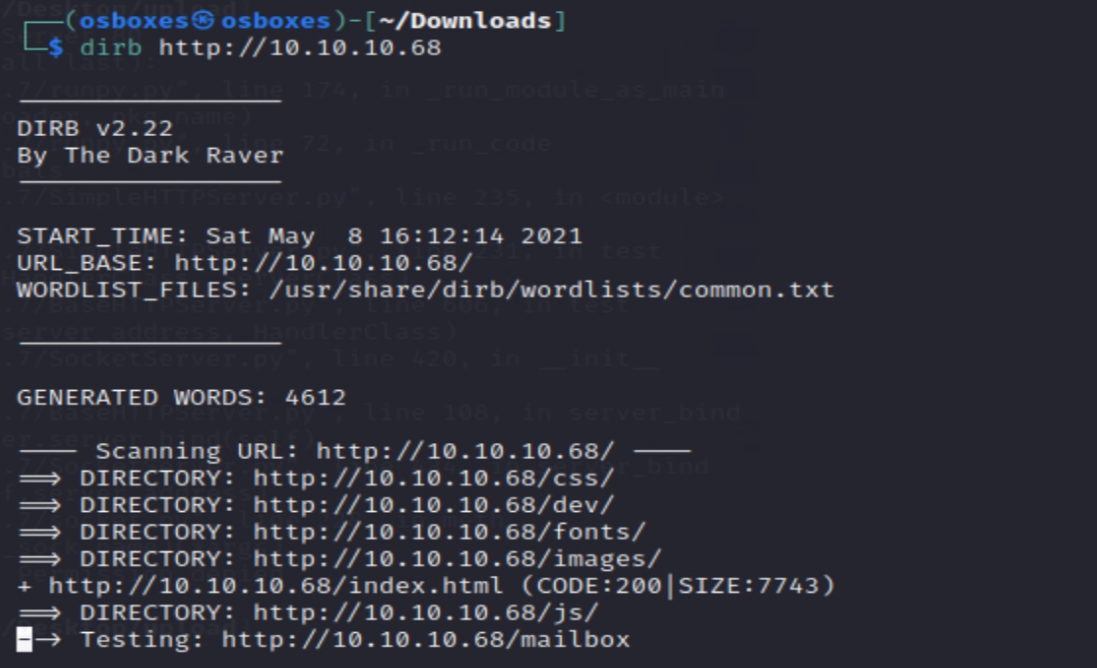 (osboxes㉿osboxes)-[~/Downloads]
$ dirb http://10.10.10.68
DIRB v2.22
By The Dark Raver
START_TIME: Sat May  8 16:12:14 2021
URL_BASE: http://10.10.10.68/
WORDLIST_FILES: /usr/share/dirb/wordlists/common.txt
GENERATED WORDS: 4612
---- Scanning URL: http://10.10.10.68/ ----
==> DIRECTORY: http://10.10.10.68/css/
==> DIRECTORY: http://10.10.10.68/dev/
==> DIRECTORY: http://10.10.10.68/fonts/
==> DIRECTORY: http://10.10.10.68/images/
+ http://10.10.10.68/index.html (CODE:200|SIZE:7743)
==> DIRECTORY: http://10.10.10.68/js/
--> Testing: http://10.10.10.68/mailbox